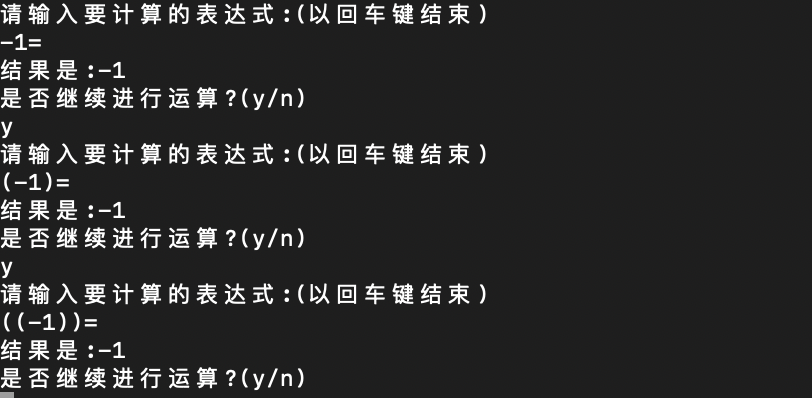 请输入要计算的表达式:(以回车键结束)
-1=
结果是:-1
是否继续进行运算?(y/n)
y
请输入要计算的表达式:(以回车键结束)
(-1)=
结果是:-1
是否继续进行运算?(y/n)
y
请输入要计算的表达式:(以回车键结束)
((-1))=
结果是:-1
是否继续进行运算?(y/n)